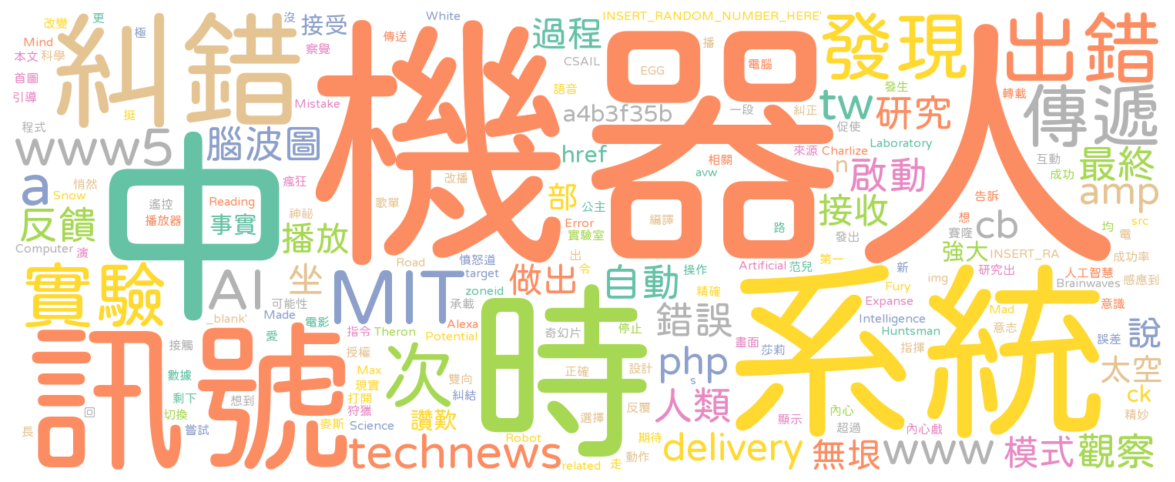 更 沒 White INSERT_RANDOM_NUMBER_HERE'
改變 極 接受 傳送 過程 播 發現 出錯
Mind 察覺 CSAIL EGG 電腦
本文 科學 糾錯 機器人
首圖 語音 發生 轉載
引導 Mistake a4b3f35b 一段 糾正 tw 研究 傳遞
挺 促使
程式 來源 Charlize Laboratory
www5 中 腦波圖 href 相關 n 互動 最終
a 悄然 瘋狂 改播 avw 啟動 成功 amp
Snow 遙控 Reading 部 告訴
反饋 播放器 事實 神祕 歌單 公主 編譯 接收 想 cb 均 src
播放 Error 路 賽隆 電
Computer 演 實驗室 發出 強大 INSERT_RA
憤怒道 出 Artificial 范兒 第一 成功率
實驗 AI 坐 Road 做出 令 操作 新 img 研究出 人工智慧 感應到
MIT target 自動 精確 Fury Brainwaves
_blank' 可能性 承載 zoneid Expanse 意識
Made 電影 奇幻片 錯誤 Intelligence Mad
訊號 指令 Theron Alexa 時 停止 系統 Huntsman 意志 說
接觸 愛 Potential 畫面 指揮 誤差
授權 次 正確 設計 php 莎莉 太空
數據 Max 雙向 s
剩下 想到 現實 糾結 ck
打開 選擇 反覆 人類 內心
回 切換 狩獵 讚歎 顯示 超過 精妙
嘗試 麥斯 Science 內心戲
長 Robot 期待
technews 動作 delivery 無垠 www 模式 觀察
related 走